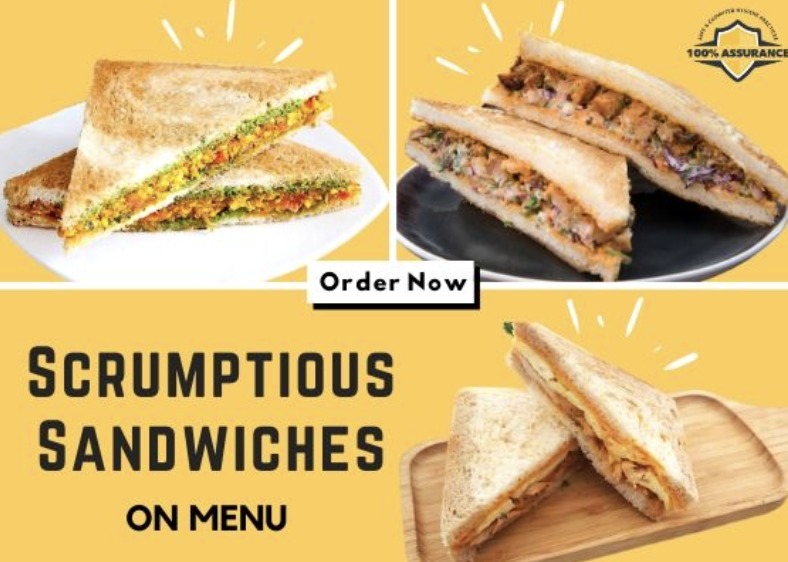 100% ASSURANCE
Order Now
SCRUMPTIOUS
SANDWICHES
ON MENU